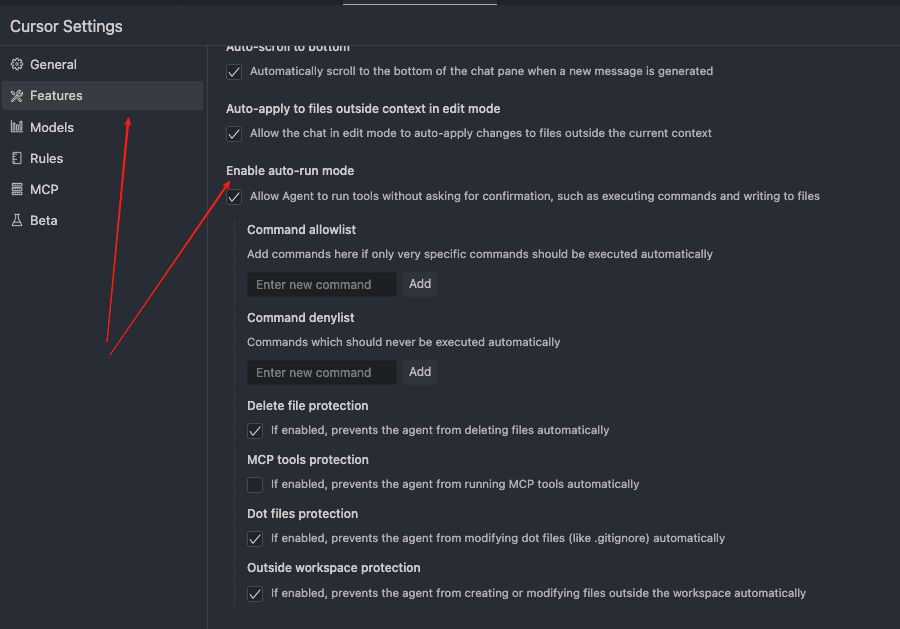 Cursor Settings
General
Features
Models
Rules
MCP
Beta
Auto-scroll to bottom
Automatically scroll to the bottom of the chat pane when a new message is generated
Auto-apply to files outside context in edit mode
Allow the chat in edit mode to auto-apply changes to files outside the current context
Enable auto-run mode
Allow Agent to run tools without asking for confirmation, such as executing commands and writing to files
Command allowlist
Add commands here if only very specific commands should be executed automatically
Enter new command Add
Command denylist
Commands which should never be executed automatically
Enter new command Add
Delete file protection
If enabled, prevents the agent from deleting files automatically
MCP tools protection
If enabled, prevents the agent from running MCP tools automatically
Dot files protection
If enabled, prevents the agent from modifying dot files (like .gitignore) automatically
Outside workspace protection
If enabled, prevents the agent from creating or modifying files outside the workspace automatically